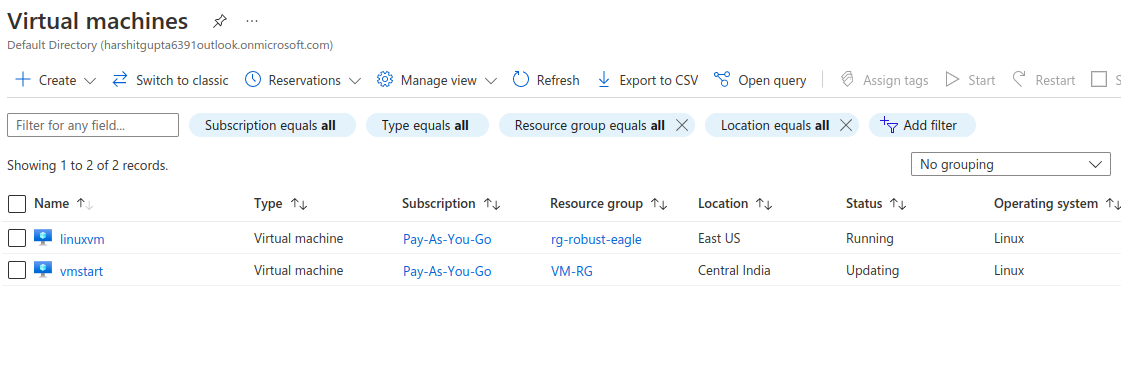 Virtual machines
Default Directory (harshitgupta6391outlook.onmicrosoft.com)
Create Switch to classic Reservations Manage view Refresh Export to CSV Open query Assign tags Start Restart
Filter for any field... Subscription equals all Type equals all Resource group equals all Location equals all Add filter
Showing 1 to 2 of 2 records. No grouping
Name Type Subscription Resource group Location Status Operating system
linuxvm Virtual machine Pay-As-You-Go rg-robust-eagle East US Running Linux
vmstart Virtual machine Pay-As-You-Go VM-RG Central India Updating Linux